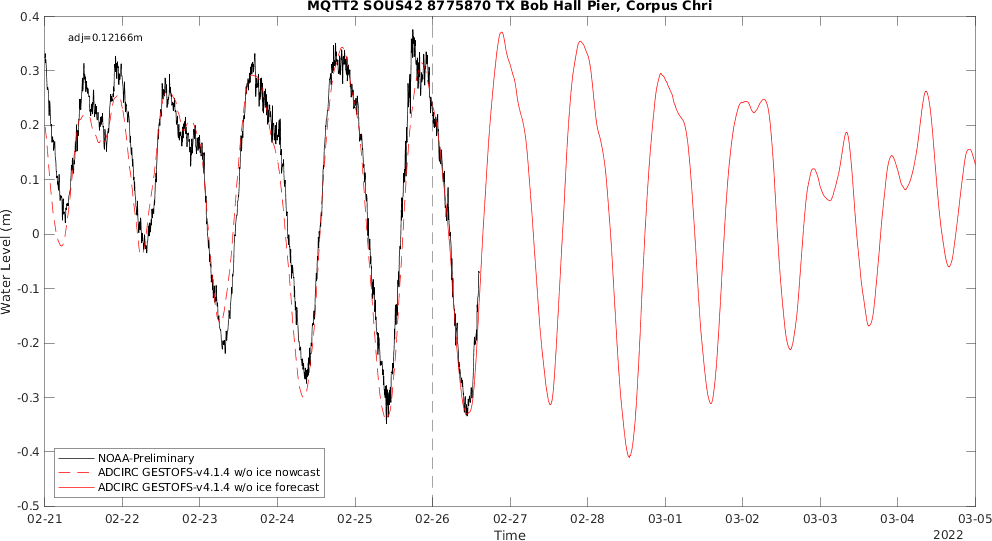 MQTT2 SOUS42 8775870 TX Bob Hall Pier, Corpus Chri
adj=0.12166m
0.4
0.3
0.2
0.1
0
-0.1
-0.2
-0.3
-0.4
-0.5
Water Level (m)
NOAA-Preliminary
ADCIRC GESTOFS-v4.1.4 w/o ice nowcast
ADCIRC GESTOFS-v4.1.4 w/o ice forecast
02-21 02-22 02-23 02-24 02-25 02-26 02-27 02-28 03-01 03-02 03-03 03-04 03-05
Time
2022